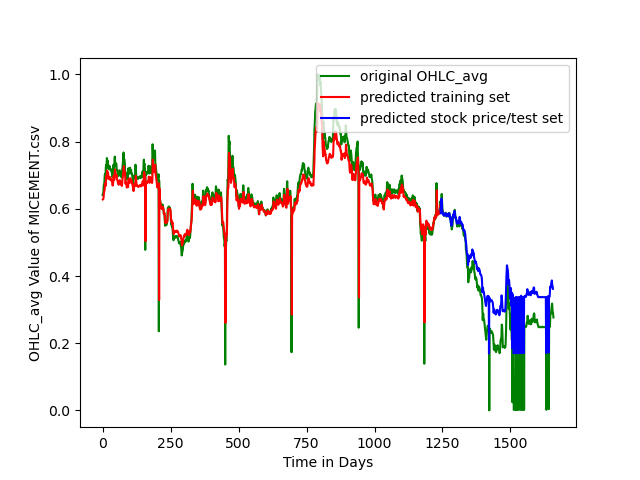 original OHLC_avg
predicted training set
predicted stock price/test set
1.0
0.8
0.6
0.4
0.2
0.0
OHLC_avg Value of MICEMENT.csv
0 250 500 750 1000 1250 1500
Time in Days